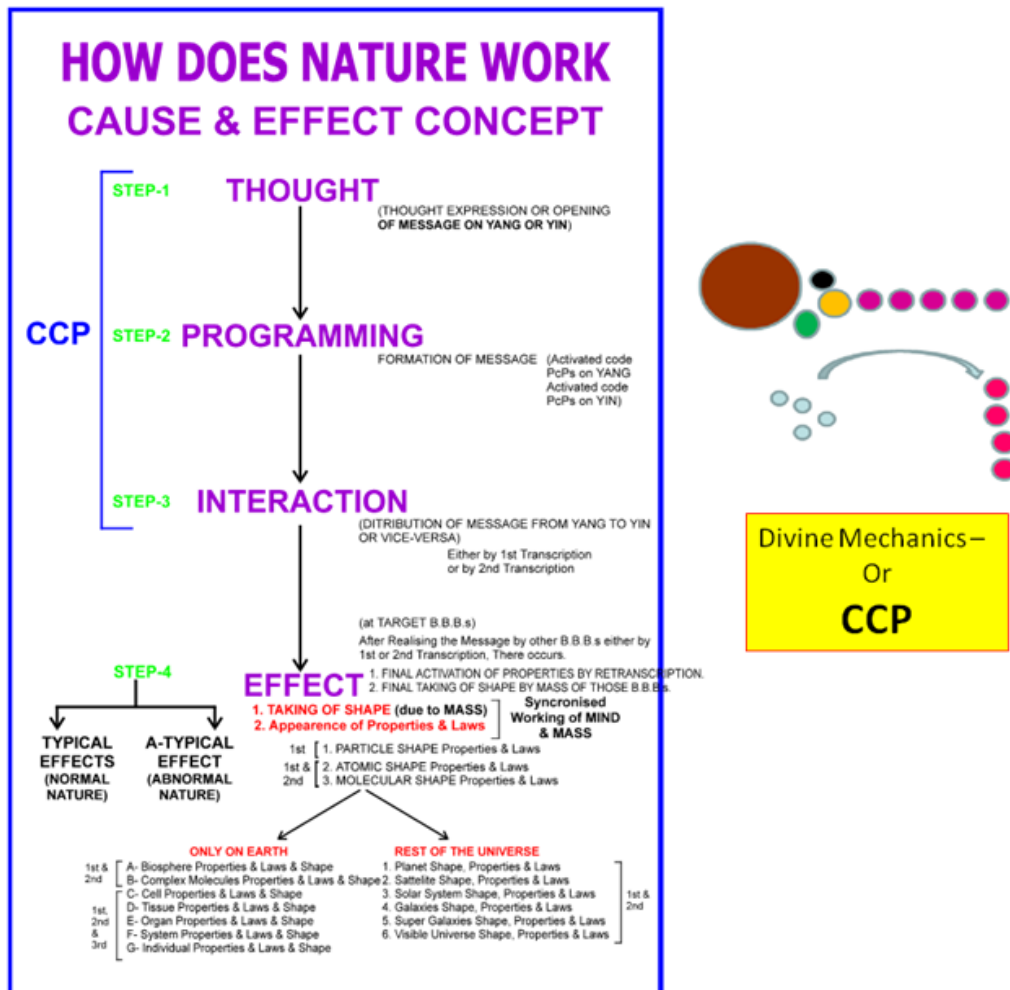 HOW DOES NATURE WORK
CAUSE & EFFECT CONCEPT
STEP-1
THOUGHT
(THOUGHT EXPRESSION OR OPENING
OF MESSAGE ON YANG OR YIN)
CCP
STEP-2
PROGRAMMING
FORMATION OF MESSAGE (Activated code
PcPs on YANG
Activated code
PcPs on YIN)
STEP-3
INTERACTION
(DITRIBUTION OF MESSAGE FROM YANG TO YIN
OR VICE-VERSA)
Either by 1st Transcription
or by 2nd Transcription
(at TARGET B.B.B.s)
After Realising the Message by other B.B.B.s either by
1st or 2nd Transcription, There occurs.
STEP-4
EFFECT
1. FINAL ACTIVATION OF PROPERTIES BY RETRANSCRIPTION.
2. FINAL TAKING OF SHAPE BY MASS OF THOSE B.B.B.s.
1. TAKING OF SHAPE (due to MASS)
2. Appearence of Properties & Laws
Syncronised
Working of MIND
& MASS
TYPICAL
EFFECTS
(NORMAL
NATURE)
A-TYPICAL
EFFECT
(ABNORMAL
NATURE)
1st
1. PARTICLE SHAPE Properties & Laws
1st &
2nd
2. ATOMIC SHAPE Properties & Laws
3. MOLECULAR SHAPE Properties & Laws
ONLY ON EARTH
1st &
2nd
A- Biosphere Properties & Laws & Shape
B- Complex Molecules Properties & Laws & Shape
1st,
2nd
&
3rd
C- Cell Properties & Laws & Shape
D- Tissue Properties & Laws & Shape
E- Organ Properties & Laws & Shape
F- System Properties & Laws & Shape
G- Individual Properties & Laws & Shape
REST OF THE UNIVERSE
1. Planet Shape, Properties & Laws
2. Sattelite Shape, Properties & Laws
3. Solar System Shape, Properties & Laws
4. Galaxies Shape, Properties & Laws
5. Super Galaxies Shape, Properties & Laws
6. Visible Universe Shape, Properties & Laws
1st &
2nd
Divine Mechanics –
Or
CCP